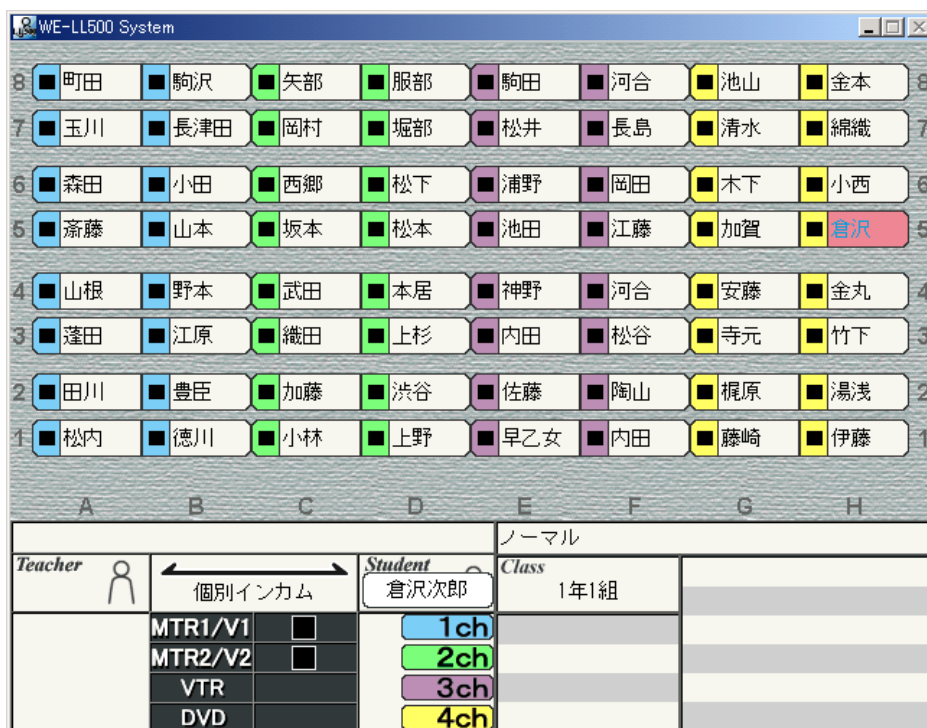 WE-LL500 System
8 町田 駒沢 矢部 服部 駒田 河合 池山 金本 8
7 玉川 長津田 岡村 堀部 松井 長島 清水 綿織 7
6 森田 小田 西郷 松下 浦野 岡田 木下 小西 6
5 斎藤 山本 坂本 松本 池田 江藤 加賀 倉沢 5
4 山根 野本 武田 本居 神野 河合 安藤 金丸 4
3 蓬田 江原 織田 上杉 内田 松谷 寺元 竹下 3
2 田川 豊臣 加藤 渋谷 佐藤 陶山 梶原 湯浅 2
1 松内 徳川 小林 上野 早乙女 内田 藤崎 伊藤 1
A B C D E F G H
ノーマル
Teacher 個別インカム Student 倉沢次郎 Class 1年1組
MTR1/V1 1ch
MTR2/V2 2ch
VTR 3ch
DVD 4ch